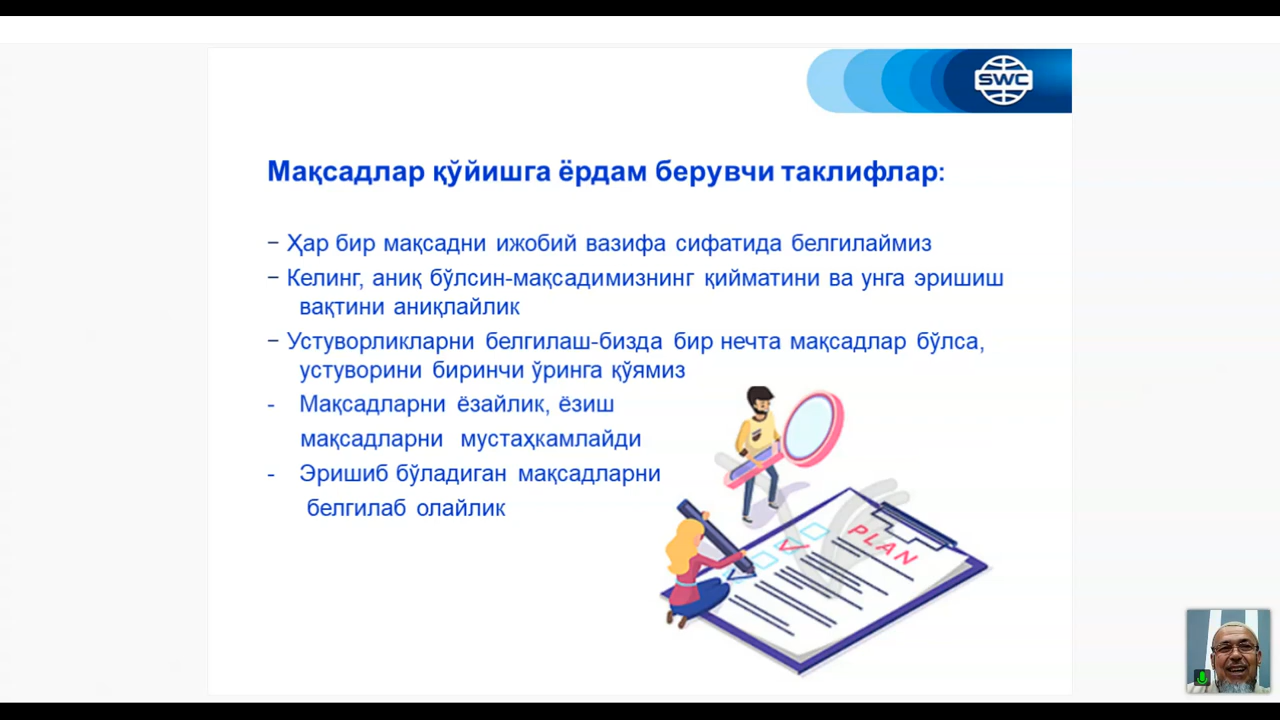 SWC
Мақсадлар қўйишга ёрдам берувчи таклифлар:
− Ҳар бир мақсадни ижобий вазифа сифатида белгилаймиз
− Келинг, аниқ бўлсин-мақсадимизнинг қийматини ва унга эришиш
вақтини аниқлайлик
− Устуворликларни белгилаш-бизда бир нечта мақсадлар бўлса,
устуворини биринчи ўринга қўямиз
- Мақсадларни ёзайлик, ёзиш
мақсадларни мустаҳкамлайди
- Эришиб бўладиган мақсадларни
белгилаб олайлик
PLAN